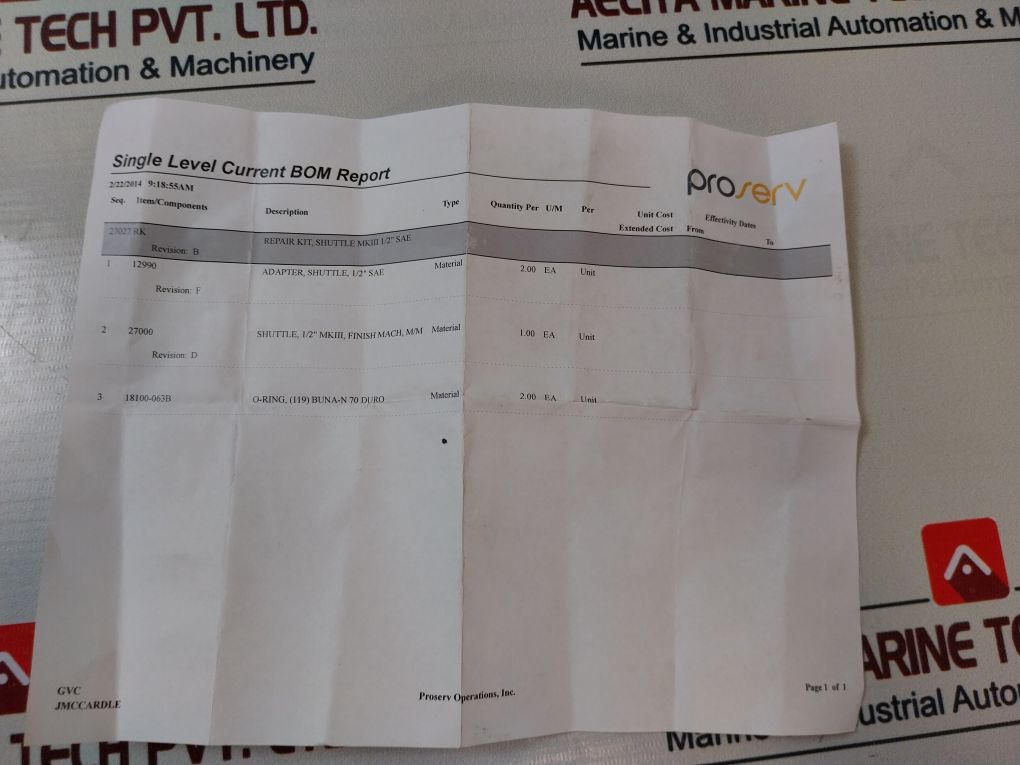 E TECH PVT. LTD.
utomation & Machinery
MARINE
Marine & Industrial Automation & M
Single Level Current BOM Report
proserv
2/22/2014 9:18:55AM
Seq. Item/Components Description Type Quantity Per U/M Per Unit Cost Effectivity Dates
Extended Cost From To
27027 RK REPAIR KIT, SHUTTLE MKIII 1/2" SAE
Revision: B
1 12990 ADAPTER, SHUTTLE, 1/2" SAE Material 2.00 EA Unit
Revision: F
2 27000 SHUTTLE, 1/2" MKIII, FINISH MACH, M/M Material 1.00 EA Unit
Revision: D
3 18100-063B O-RING, (119) BUNA-N 70 DURO Material 2.00 EA Unit
GVC
JMCCARDLE
Proserv Operations, Inc.
Page 1 of 1
ARINE T
ustrial Auto
TECH PVT.